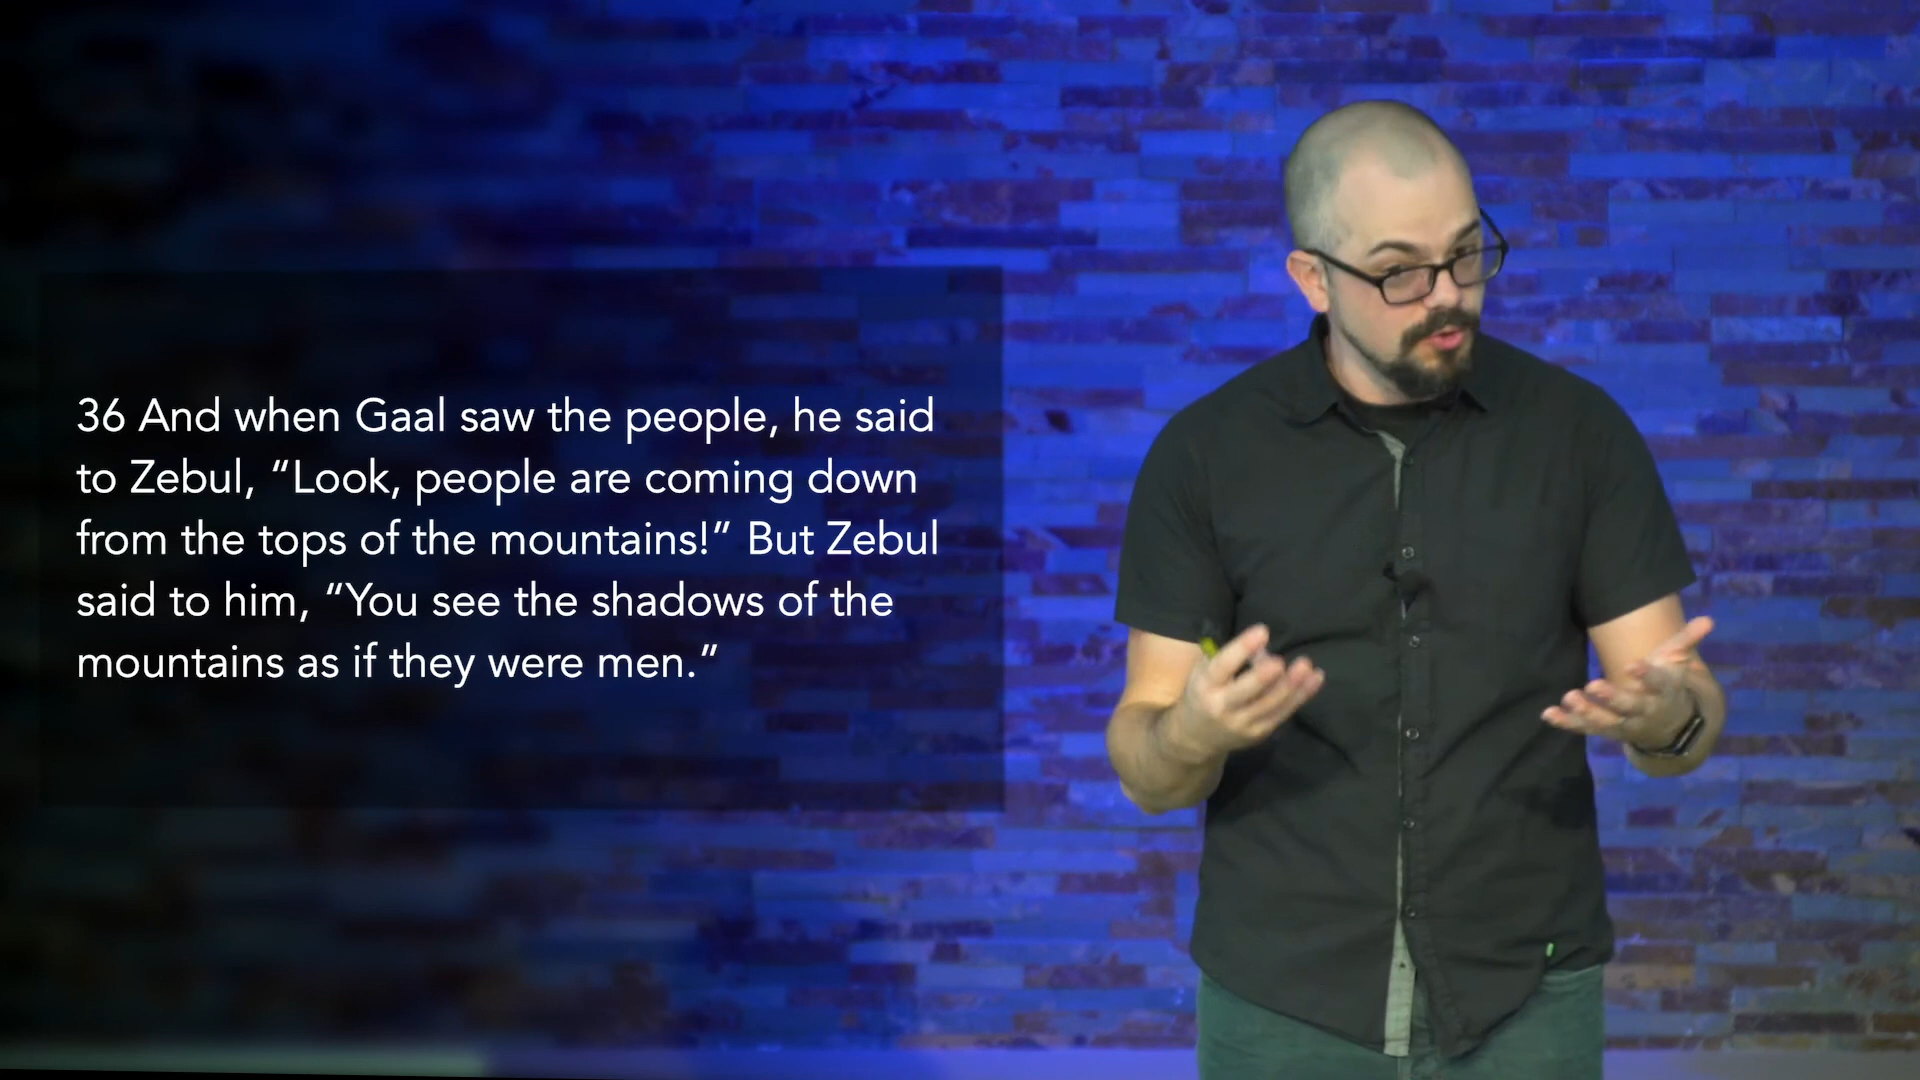 36 And when Gaal saw the people, he said
to Zebul, “Look, people are coming down
from the tops of the mountains!” But Zebul
said to him, “You see the shadows of the
mountains as if they were men.”